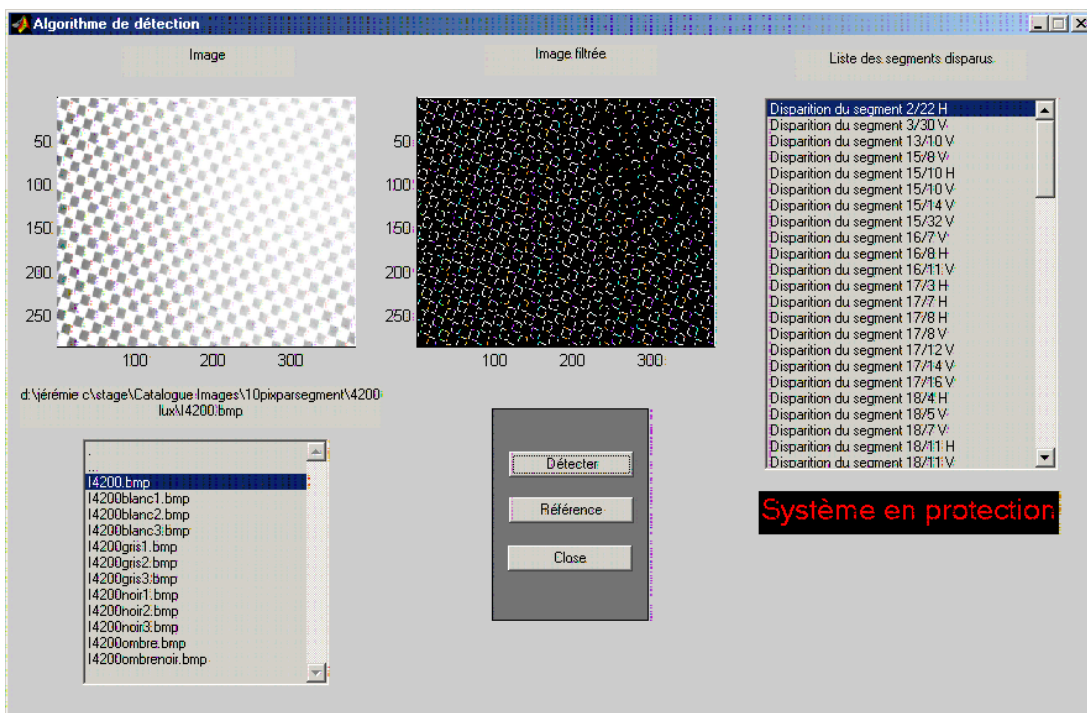 Algorithme de détection
Image
Image filtrée
Liste des segments disparus
50
100
150
200
250
100
200
300
50
100
150
200
250
100
200
300
d:\jérémie c\stage\Catalogue Images\10pixparsegment\4200
lux\I4200.bmp
.
...
I4200.bmp
I4200blanc1.bmp
I4200blanc2.bmp
I4200blanc3.bmp
I4200gris1.bmp
I4200gris2.bmp
I4200gris3.bmp
I4200noir1.bmp
I4200noir2.bmp
I4200noir3.bmp
I4200ombre.bmp
I4200ombrenoir.bmp
Détecter
Référence
Close
Disparition du segment 2/22 H
Disparition du segment 3/30 V
Disparition du segment 13/10 V
Disparition du segment 15/8 V
Disparition du segment 15/10 H
Disparition du segment 15/10 V
Disparition du segment 15/14 V
Disparition du segment 15/32 V
Disparition du segment 16/7 V
Disparition du segment 16/8 H
Disparition du segment 16/11 V
Disparition du segment 17/3 H
Disparition du segment 17/7 H
Disparition du segment 17/8 H
Disparition du segment 17/8 V
Disparition du segment 17/12 V
Disparition du segment 17/14 V
Disparition du segment 17/16 V
Disparition du segment 18/4 H
Disparition du segment 18/5 V
Disparition du segment 18/7 V
Disparition du segment 18/11 H
Disparition du segment 18/11 V
Système en protection